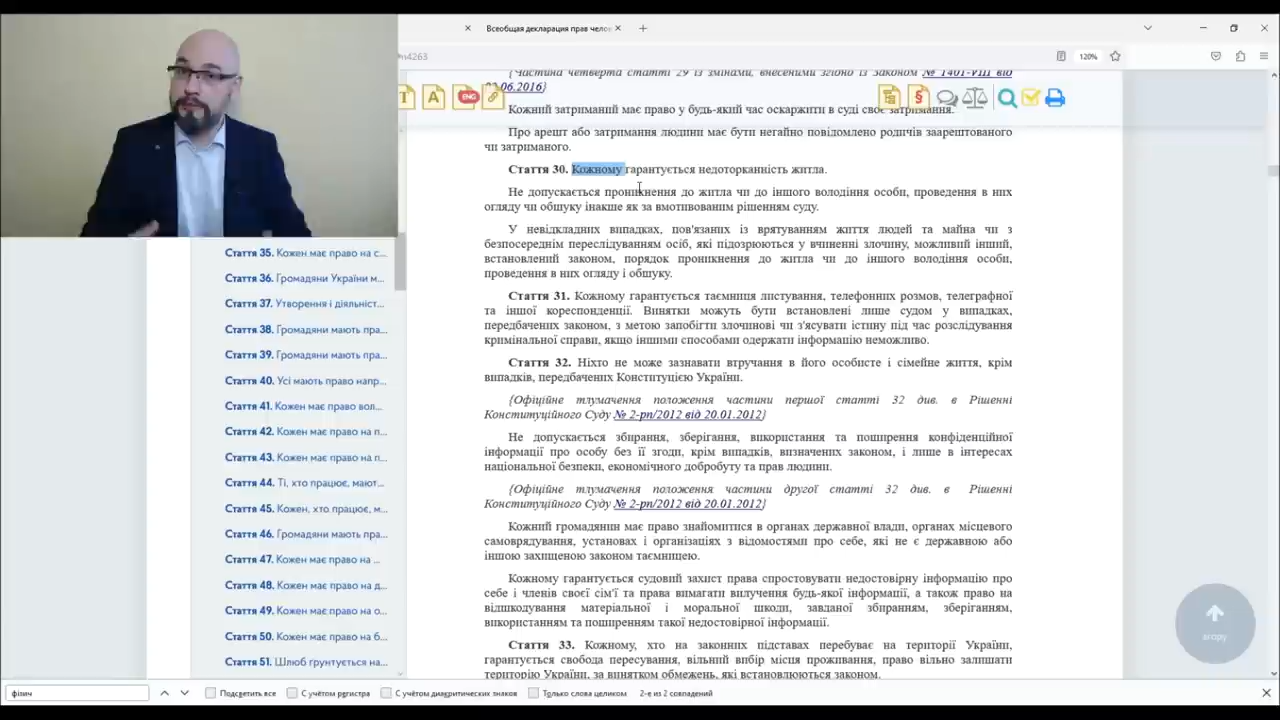 Всеобщая декларация прав чело
n4263
120%
{Частина четверта статті 29 із змінами, внесеними згідно із Законом № 1401-VIII від
02.06.2016}
ENG
Кожний затриманий має право у будь-який час оскаржити в суді своє затримання.
Про арешт або затримання людини має бути негайно повідомлено родичів заарештованого
чи затриманого.
Стаття 30. Кожному гарантується недоторканність житла.
Не допускається проникнення до житла чи до іншого володіння особи, проведення в них
огляду чи обшуку інакше як за вмотивованим рішенням суду.
У невідкладних випадках, пов'язаних із врятуванням життя людей та майна чи з
безпосереднім переслідуванням осіб, які підозрюються у вчиненні злочину, можливий інший,
встановлений законом, порядок проникнення до житла чи до іншого володіння особи,
проведення в них огляду і обшуку.
Стаття 31. Кожному гарантується таємниця листування, телефонних розмов, телеграфної
та іншої кореспонденції. Винятки можуть бути встановлені лише судом у випадках,
передбачених законом, з метою запобігти злочинові чи з'ясувати істину під час розслідування
кримінальної справи, якщо іншими способами одержати інформацію неможливо.
Стаття 32. Ніхто не може зазнавати втручання в його особисте і сімейне життя, крім
випадків, передбачених Конституцією України.
{Офіційне тлумачення положення частини першої статті 32 див. в Рішенні
Конституційного Суду № 2-рп/2012 від 20.01.2012}
Не допускається збирання, зберігання, використання та поширення конфіденційної
інформації про особу без її згоди, крім випадків, визначених законом, і лише в інтересах
національної безпеки, економічного добробуту та прав людини.
{Офіційне тлумачення положення частини другої статті 32 див. в Рішенні
Конституційного Суду № 2-рп/2012 від 20.01.2012}
Кожний громадянин має право знайомитися в органах державної влади, органах місцевого
самоврядування, установах і організаціях з відомостями про себе, які не є державною або
іншою захищеною законом таємницею.
Кожному гарантується судовий захист права спростовувати недостовірну інформацію про
себе і членів своєї сім'ї та права вимагати вилучення будь-якої інформації, а також право на
відшкодування матеріальної і моральної шкоди, завданої збиранням, зберіганням,
використанням та поширенням такої недостовірної інформації.
Стаття 33. Кожному, хто на законних підставах перебуває на території України,
гарантується свобода пересування, вільний вибір місця проживання, право вільно залишати
територію України, за винятком обмежень, які встановлюються законом.
Стаття 35. Кожен має право на с...
Стаття 36. Громадяни України м...
Стаття 37. Утворення і діяльніст...
Стаття 38. Громадяни мають пра...
Стаття 39. Громадяни мають пра...
Стаття 40. Усі мають право напр...
Стаття 41. Кожен має право вол...
Стаття 42. Кожен має право на п...
Стаття 43. Кожен має право на п...
Стаття 44. Ті, хто працює, мают...
Стаття 45. Кожен, хто працює, м...
Стаття 46. Громадяни мають пра...
Стаття 47. Кожен має право на ...
Стаття 48. Кожен має право на д...
Стаття 49. Кожен має право на о...
Стаття 50. Кожен має право на б...
Стаття 51. Шлюб ґрунтується на...
вгору
фізич
Подсветить все
С учётом регистра
С учётом диакритических знаков
Только слова целиком
2-е из 2 совпадений